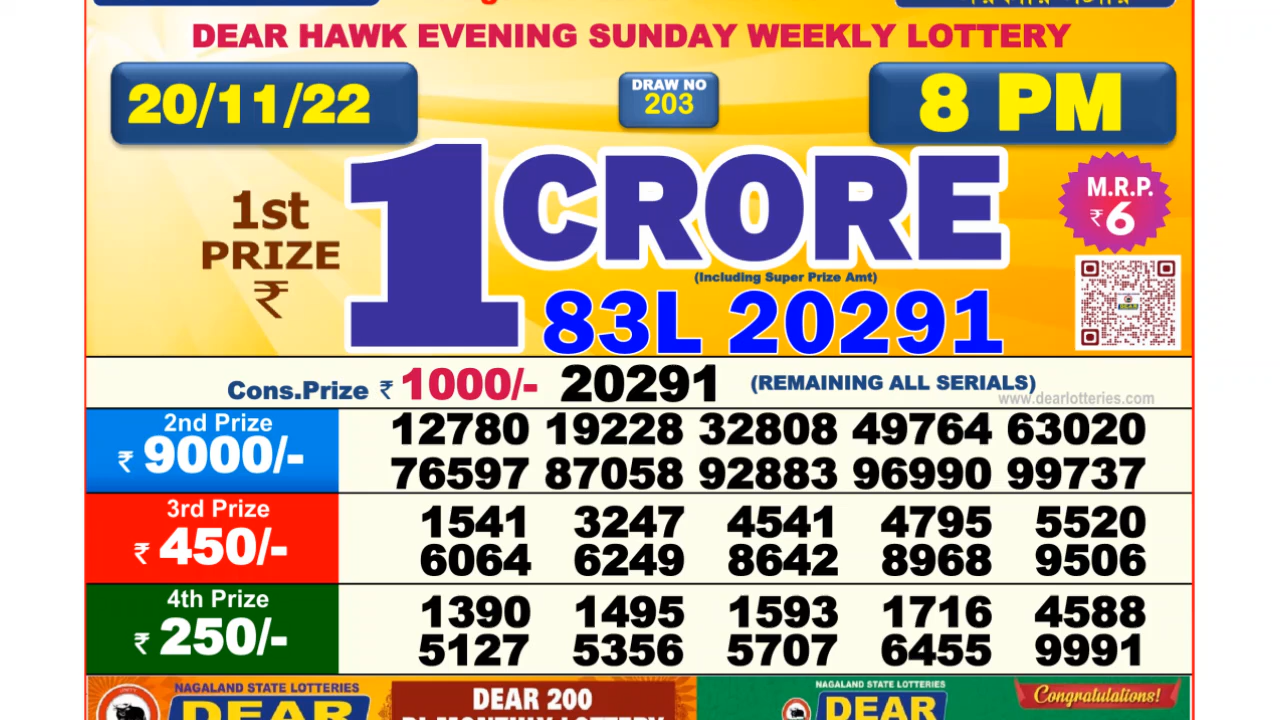 DEAR HAWK EVENING SUNDAY WEEKLY LOTTERY
20/11/22
DRAW NO
203
8 PM
1st
PRIZE
₹
1 CRORE
(Including Super Prize Amt)
83L 20291
M.R.P.
₹6
DEAR
Cons.Prize ₹ 1000/- 20291 (REMAINING ALL SERIALS)
www.dearlotteries.com
2nd Prize
₹ 9000/-
12780 19228 32808 49764 63020
76597 87058 92883 96990 99737
3rd Prize
₹ 450/-
1541 3247 4541 4795 5520
6064 6249 8642 8968 9506
4th Prize
₹ 250/-
1390 1495 1593 1716 4588
5127 5356 5707 6455 9991
NAGALAND STATE LOTTERIES
DEAR
DEAR 200
BI-MONTHLY LOTTERY
NAGALAND STATE LOTTERIES
DEAR
Congratulations!